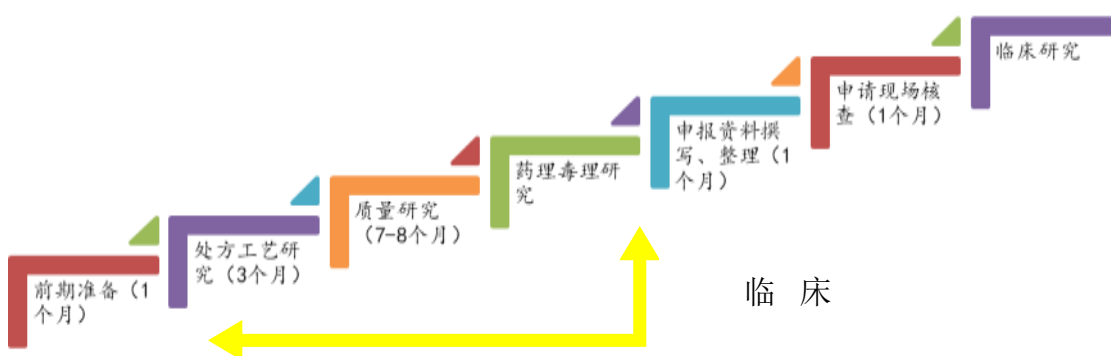 前期准备（1
个月）
处方工艺研
究（3个月）
质量研究
（7-8个月）
药理毒理研
究
申报资料撰
写、整理（1
个月）
申请现场核
查（1个月）
临床研究
临 床